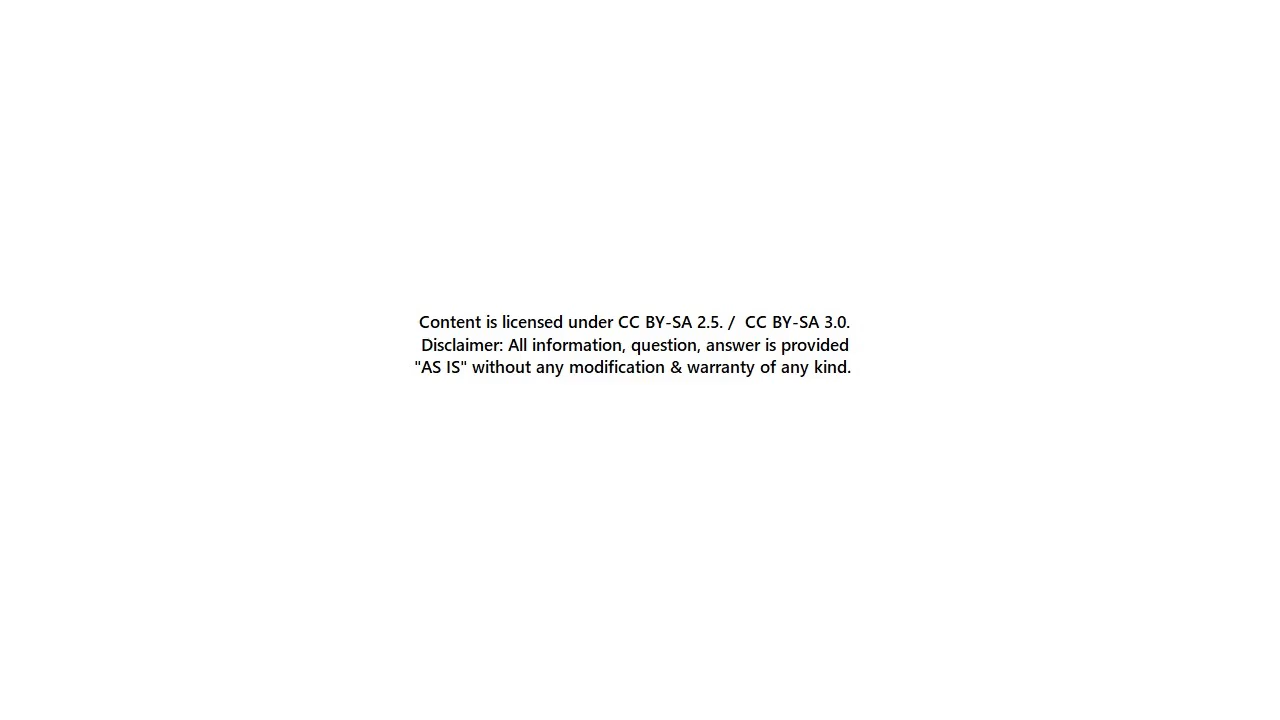 Content is licensed under CC BY-SA 2.5. /  CC BY-SA 3.0.
Disclaimer: All information, question, answer is provided
"AS IS" without any modification & warranty of any kind.